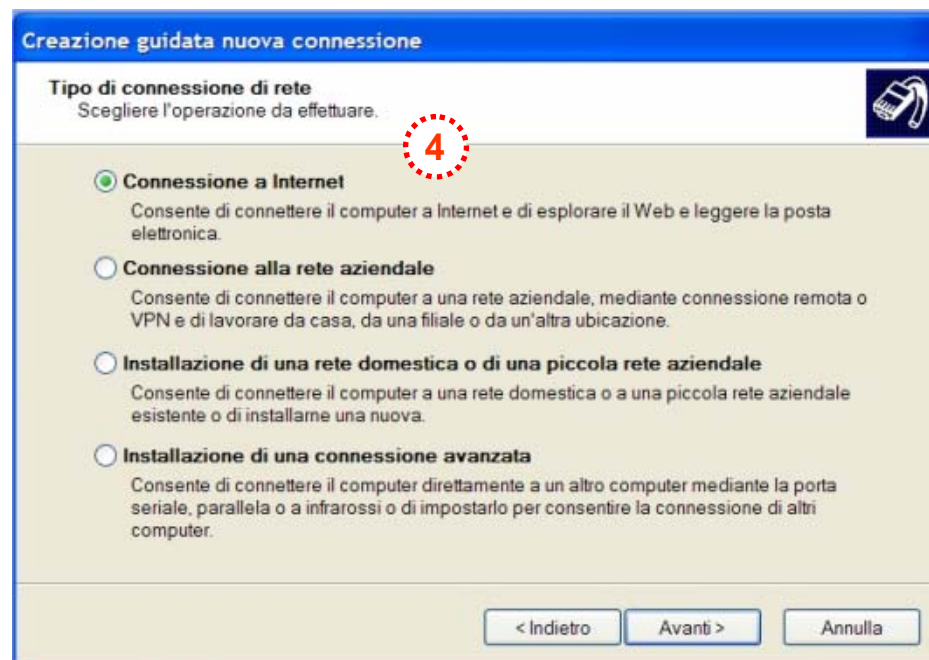 Creazione guidata nuova connessione
Tipo di connessione di rete
Scegliere l'operazione da effettuare.
4
Connessione a Internet
Consente di connettere il computer a Internet e di esplorare il Web e leggere la posta
elettronica.
Connessione alla rete aziendale
Consente di connettere il computer a una rete aziendale, mediante connessione remota o
VPN e di lavorare da casa, da una filiale o da un'altra ubicazione.
Installazione di una rete domestica o di una piccola rete aziendale
Consente di connettere il computer a una rete domestica o a una piccola rete aziendale
esistente o di installarne una nuova.
Installazione di una connessione avanzata
Consente di connettere il computer direttamente a un altro computer mediante la porta
seriale, parallela o a infrarossi o di impostarlo per consentire la connessione di altri
computer.
< Indietro
Avanti >
Annulla